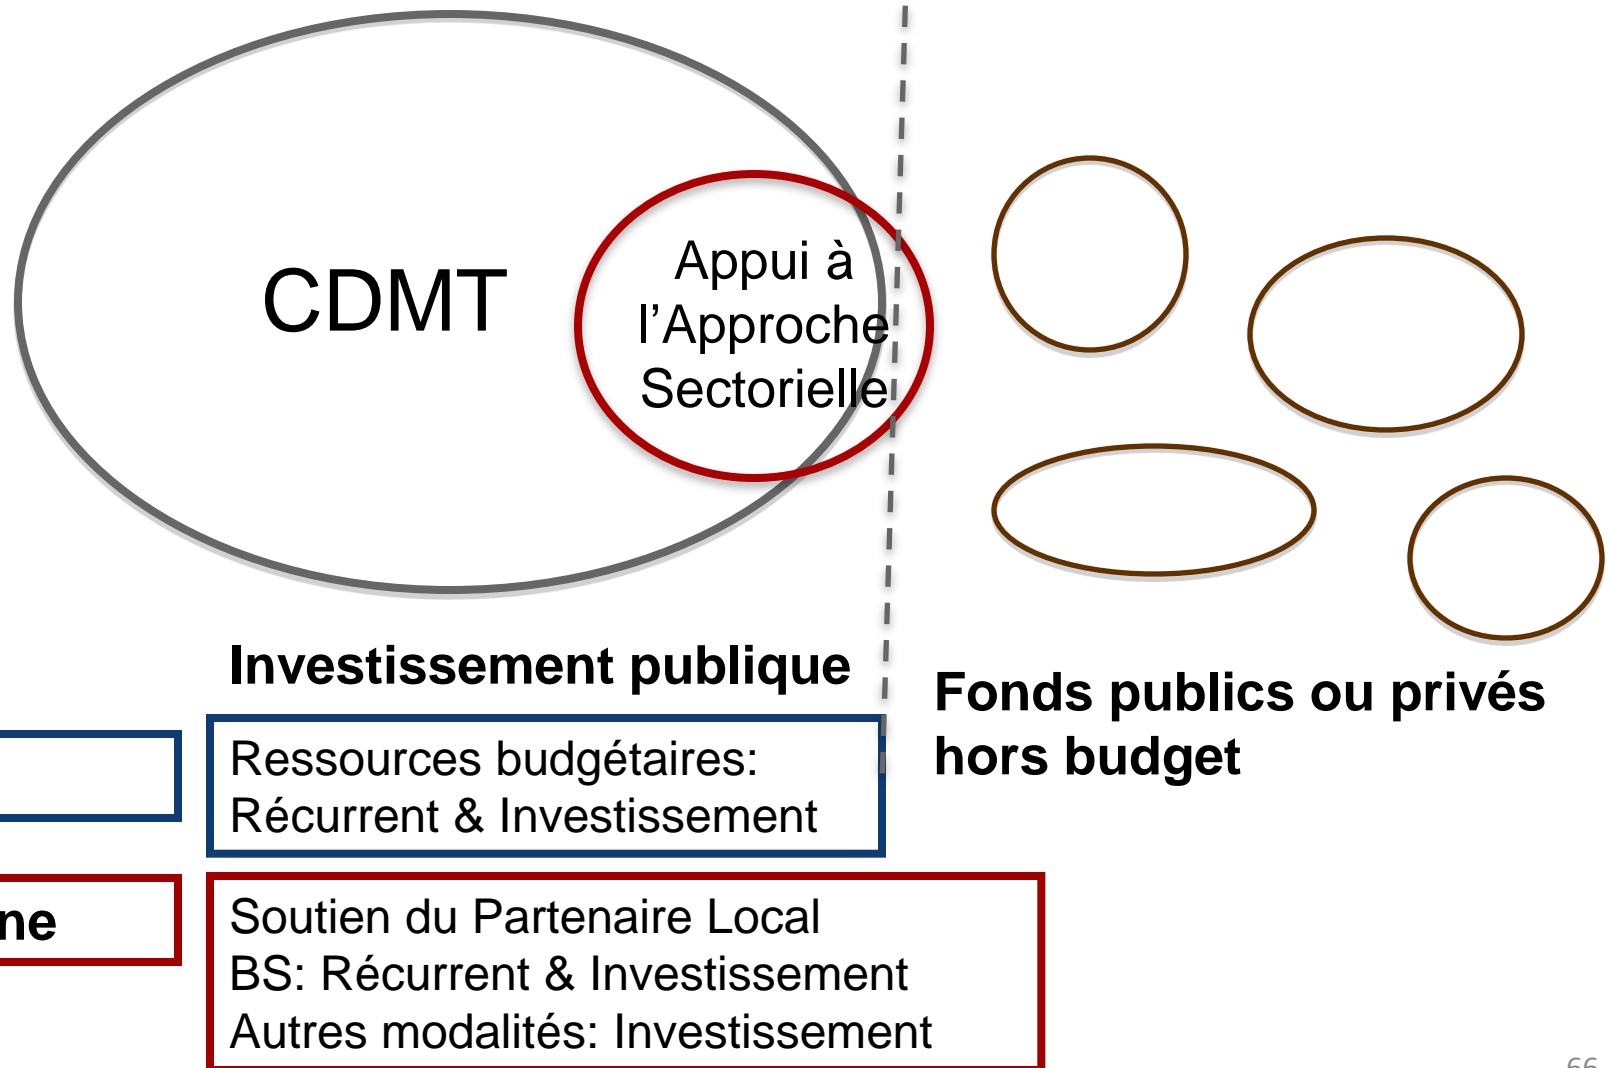 CDMT
Appui à
l’Approche
Sectorielle
Investissement publique
Fonds publics ou privés
hors budget
Ressources budgétaires:
Récurrent & Investissement
ne
Soutien du Partenaire Local
BS: Récurrent & Investissement
Autres modalités: Investissement
66